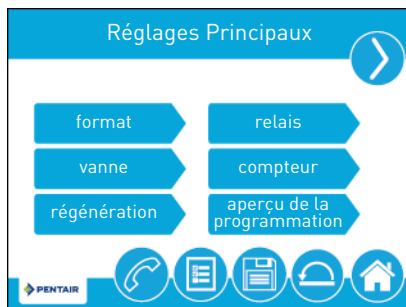 Réglages Principaux
format
relais
vanne
compteur
régénération
aperçu de la
programmation
PENTAIR